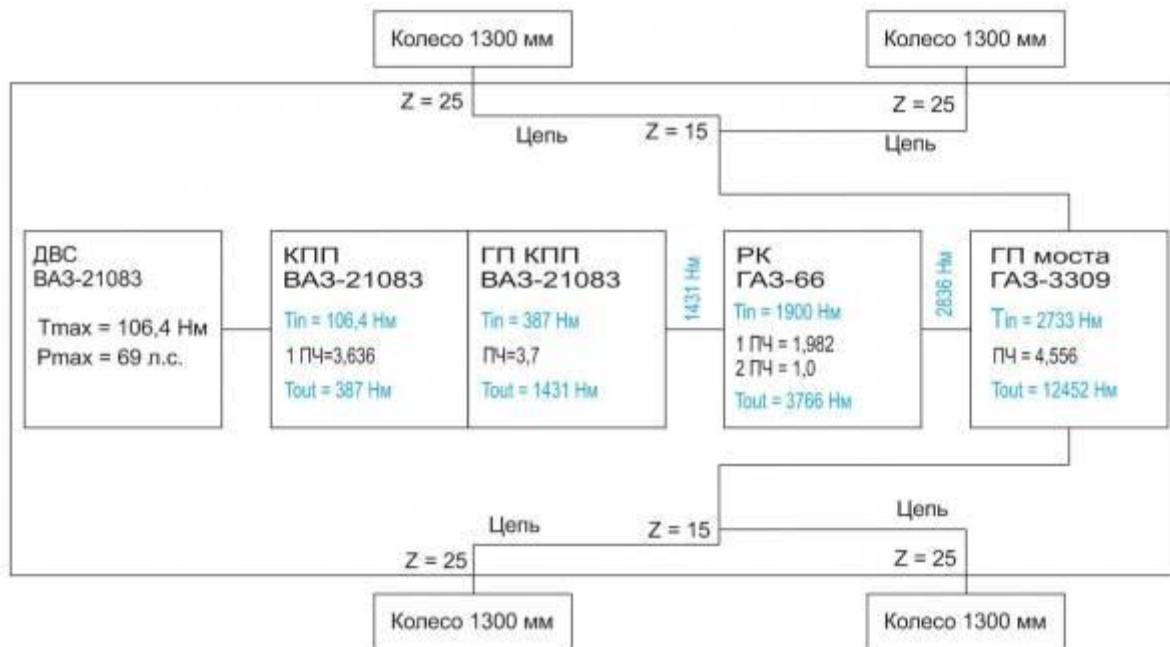 Колесо 1300 мм
Колесо 1300 мм
Z = 25
Z = 25
Цепь
Z = 15
Цепь
ДВС
ВАЗ-21083
Tmax = 106,4 Нм
Pmax = 69 л.с.
КПП
ВАЗ-21083
Tin = 106,4 Нм
1 ПЧ=3,636
Tout = 387 Нм
ГП КПП
ВАЗ-21083
Tin = 387 Нм
ПЧ=3,7
Tout = 1431 Нм
1431 Нм
РК
ГАЗ-66
Tin = 1900 Нм
1 ПЧ = 1,982
2 ПЧ = 1,0
Tout = 3766 Нм
2836 Нм
ГП моста
ГАЗ-3309
Tin = 2733 Нм
ПЧ = 4,556
Tout = 12452 Нм
Цепь
Z = 15
Цепь
Z = 25
Z = 25
Колесо 1300 мм
Колесо 1300 мм